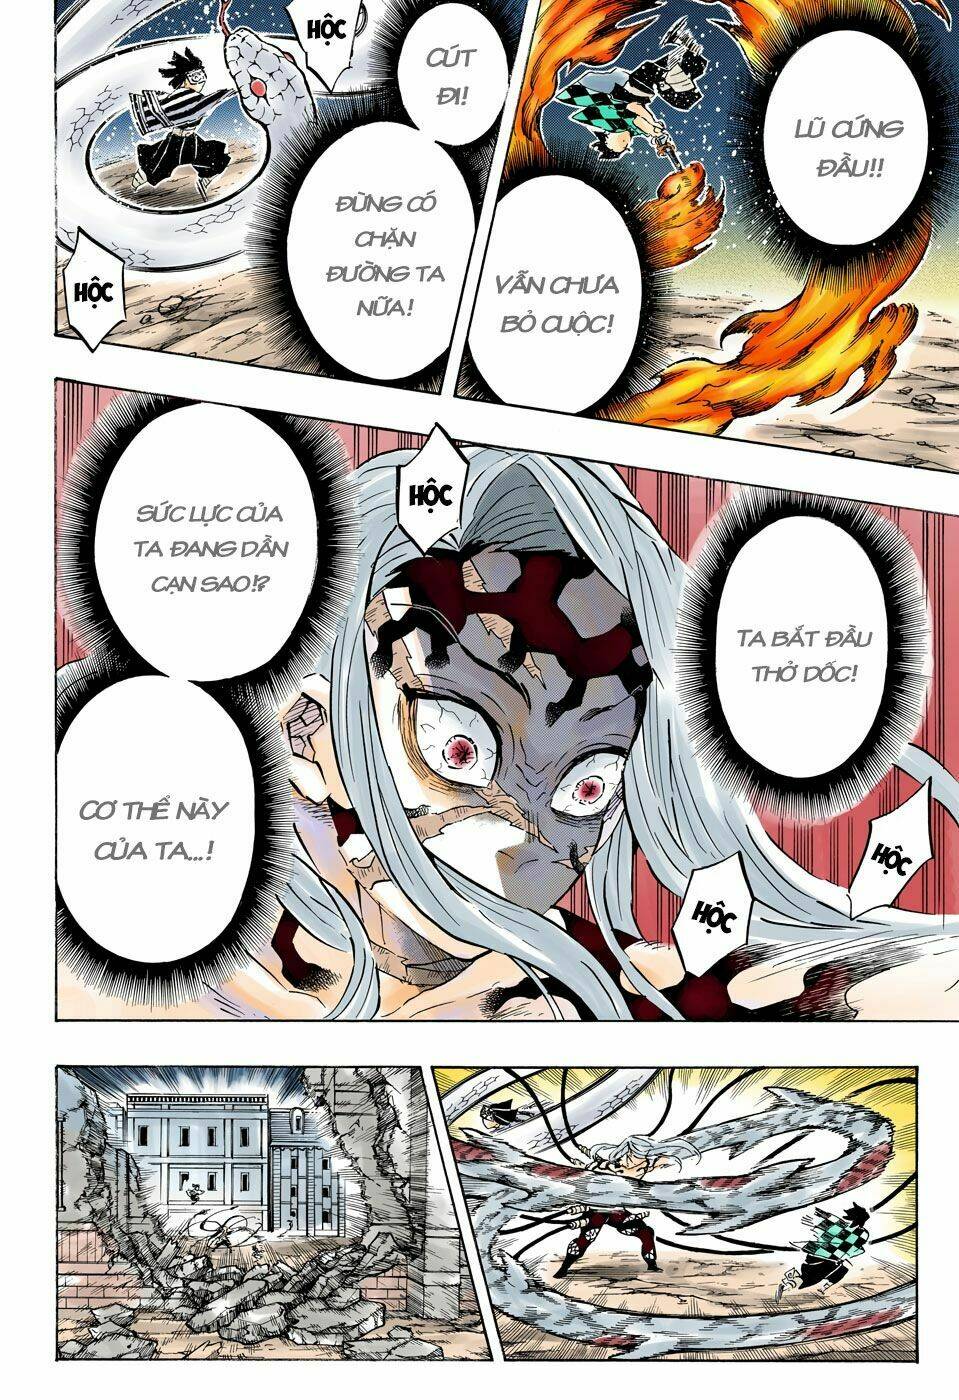 LŨ CỨNG
ĐẦU!!
VẪN CHƯA
BỎ CUỘC!
CÚT
ĐI!
ĐỪNG CÓ
CHẶN
ĐƯỜNG TA
NỮA!
HỘC
HỘC
TA BẮT ĐẦU
THỞ DỐC!
HỘC
SỨC LỰC CỦA
TA ĐANG DẦN
CẠN SAO!?
CƠ THỂ NÀY
CỦA TA...!
HỘC
HỘC